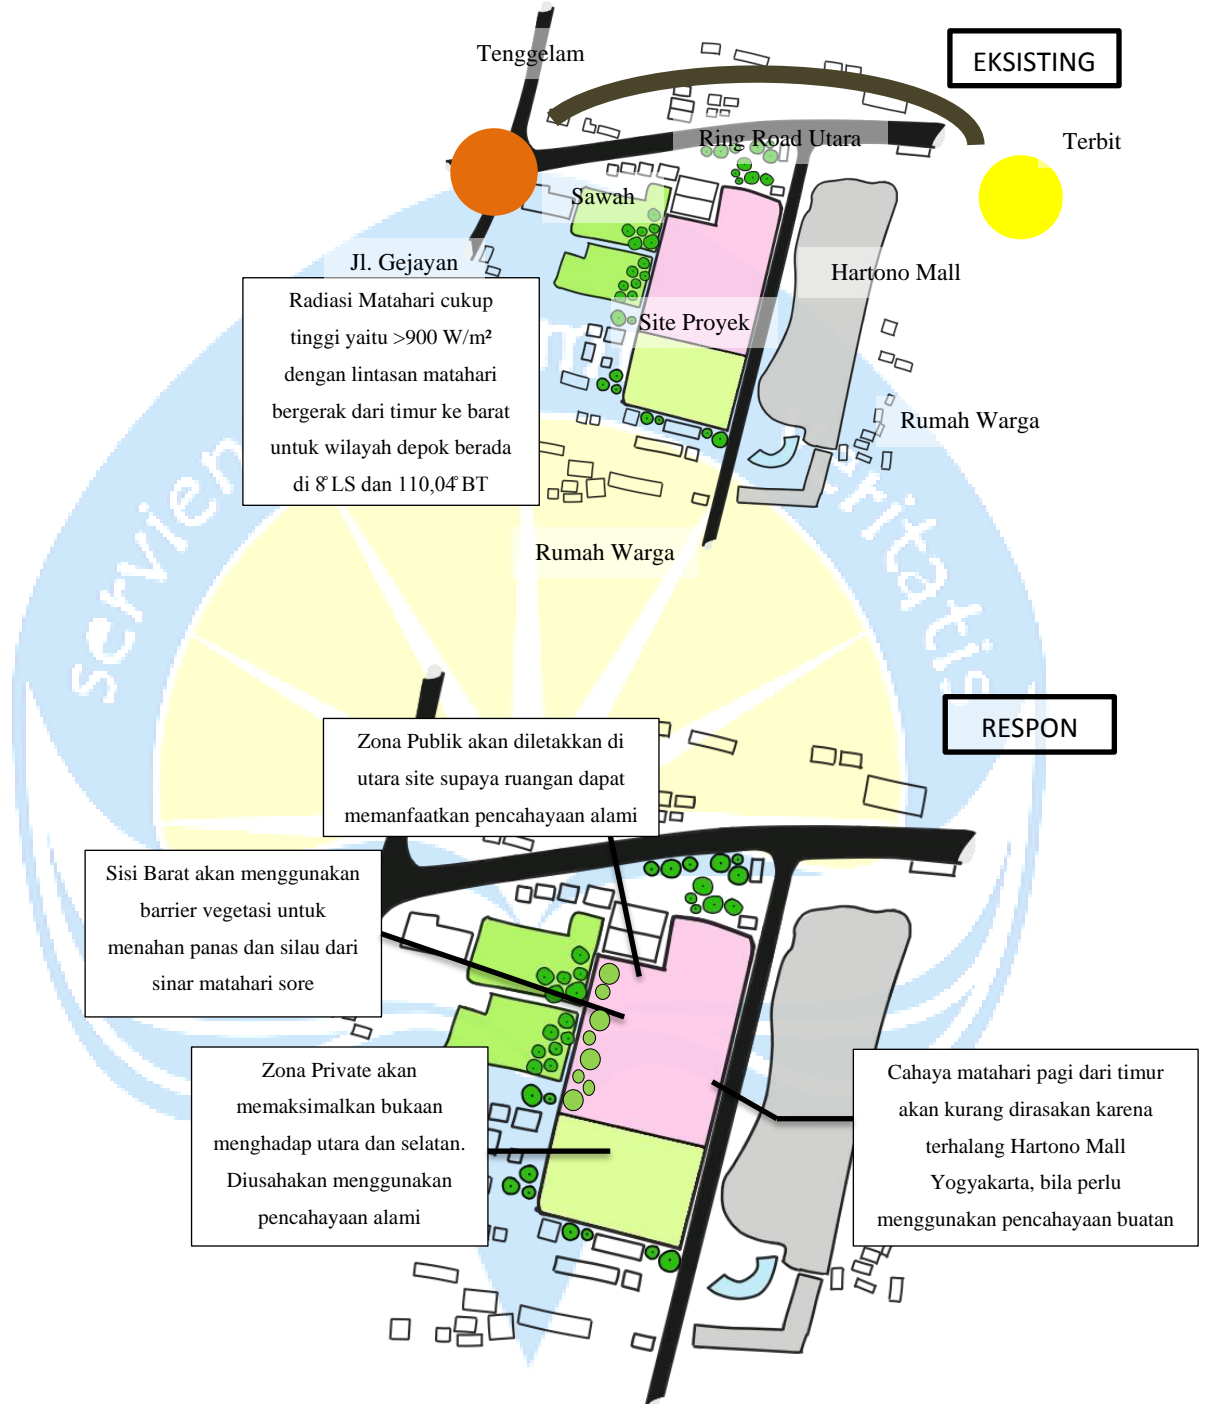 Tenggelam
EKSISTING
Ring Road Utara
Terbit
Sawah
Jl. Gejayan
Hartono Mall
Radiasi Matahari cukup
tinggi yaitu >900 W/m²
dengan lintasan matahari
bergerak dari timur ke barat
untuk wilayah depok berada
di 8̊ LS dan 110,04̊ BT
Site Proyek
Rumah Warga
Rumah Warga
servien
eritatis
RESPON
Zona Publik akan diletakkan di
utara site supaya ruangan dapat
memanfaatkan pencahayaan alami
Sisi Barat akan menggunakan
barrier vegetasi untuk
menahan panas dan silau dari
sinar matahari sore
Zona Private akan
memaksimalkan bukaan
menghadap utara dan selatan.
Diusahakan menggunakan
pencahayaan alami
Cahaya matahari pagi dari timur
akan kurang dirasakan karena
terhalang Hartono Mall
Yogyakarta, bila perlu
menggunakan pencahayaan buatan